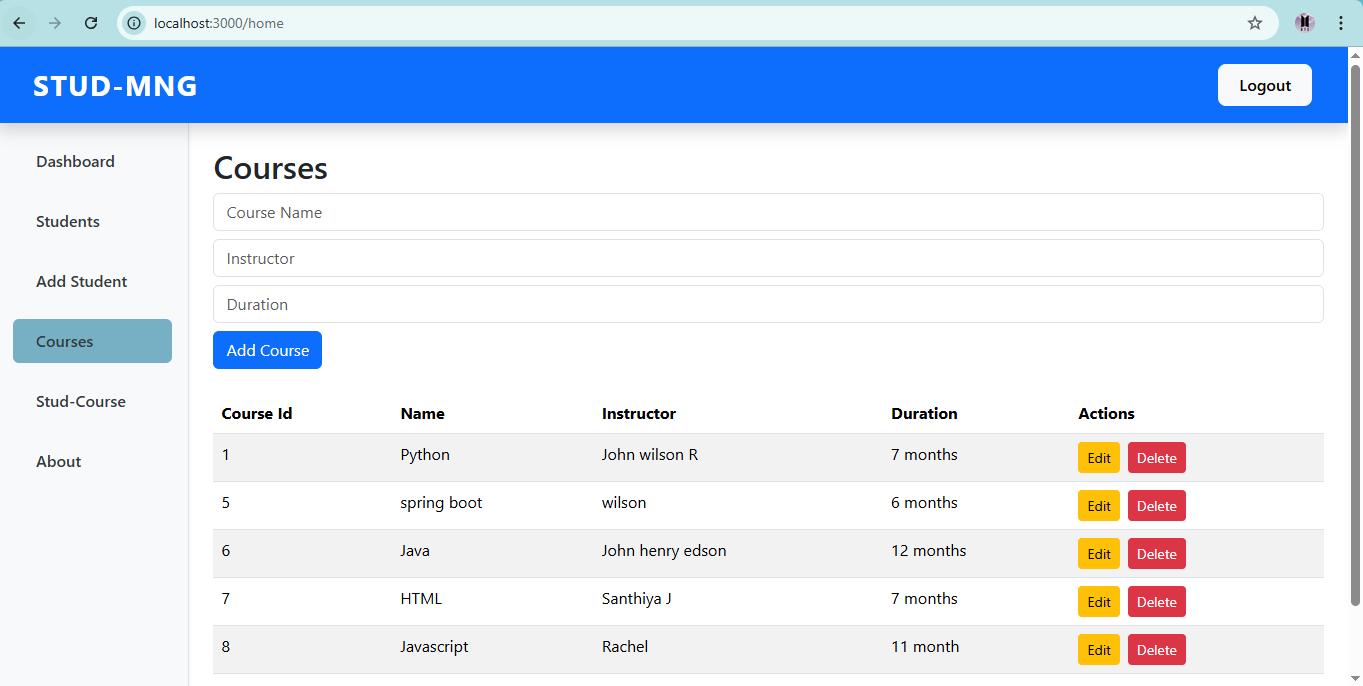 localhost:3000/home
STUD-MNG
Logout
Dashboard
Students
Add Student
Courses
Stud-Course
About
Courses
Course Name
Instructor
Duration
Add Course
Course Id Name Instructor Duration Actions
1 Python John wilson R 7 months Edit Delete
5 spring boot wilson 6 months Edit Delete
6 Java John henry edson 12 months Edit Delete
7 HTML Santhiya J 7 months Edit Delete
8 Javascript Rachel 11 month Edit Delete